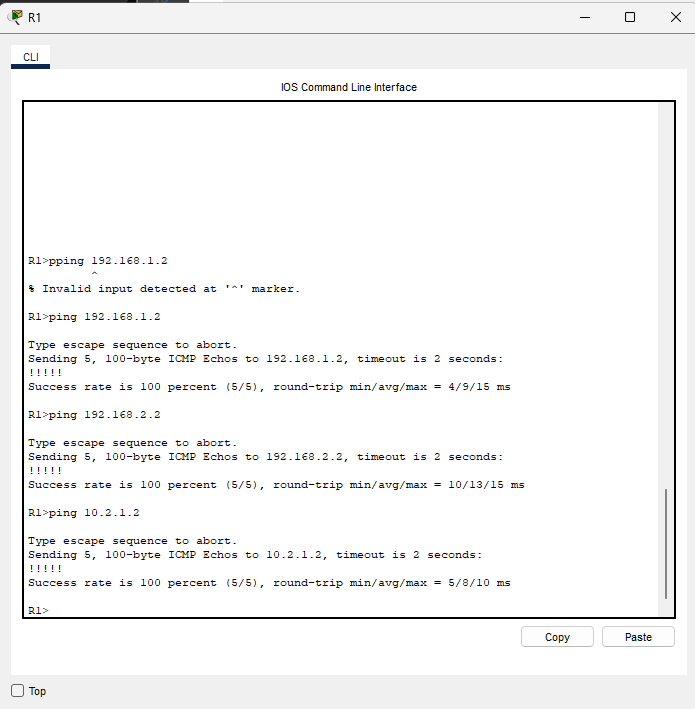 R1
CLI
IOS Command Line Interface
R1>pping 192.168.1.2
^
% Invalid input detected at '^' marker.
R1>ping 192.168.1.2
Type escape sequence to abort.
Sending 5, 100-byte ICMP Echos to 192.168.1.2, timeout is 2 seconds:
!!!!!
Success rate is 100 percent (5/5), round-trip min/avg/max = 4/9/15 ms
R1>ping 192.168.2.2
Type escape sequence to abort.
Sending 5, 100-byte ICMP Echos to 192.168.2.2, timeout is 2 seconds:
!!!!!
Success rate is 100 percent (5/5), round-trip min/avg/max = 10/13/15 ms
R1>ping 10.2.1.2
Type escape sequence to abort.
Sending 5, 100-byte ICMP Echos to 10.2.1.2, timeout is 2 seconds:
!!!!!
Success rate is 100 percent (5/5), round-trip min/avg/max = 5/8/10 ms
R1>
Copy Paste
Top